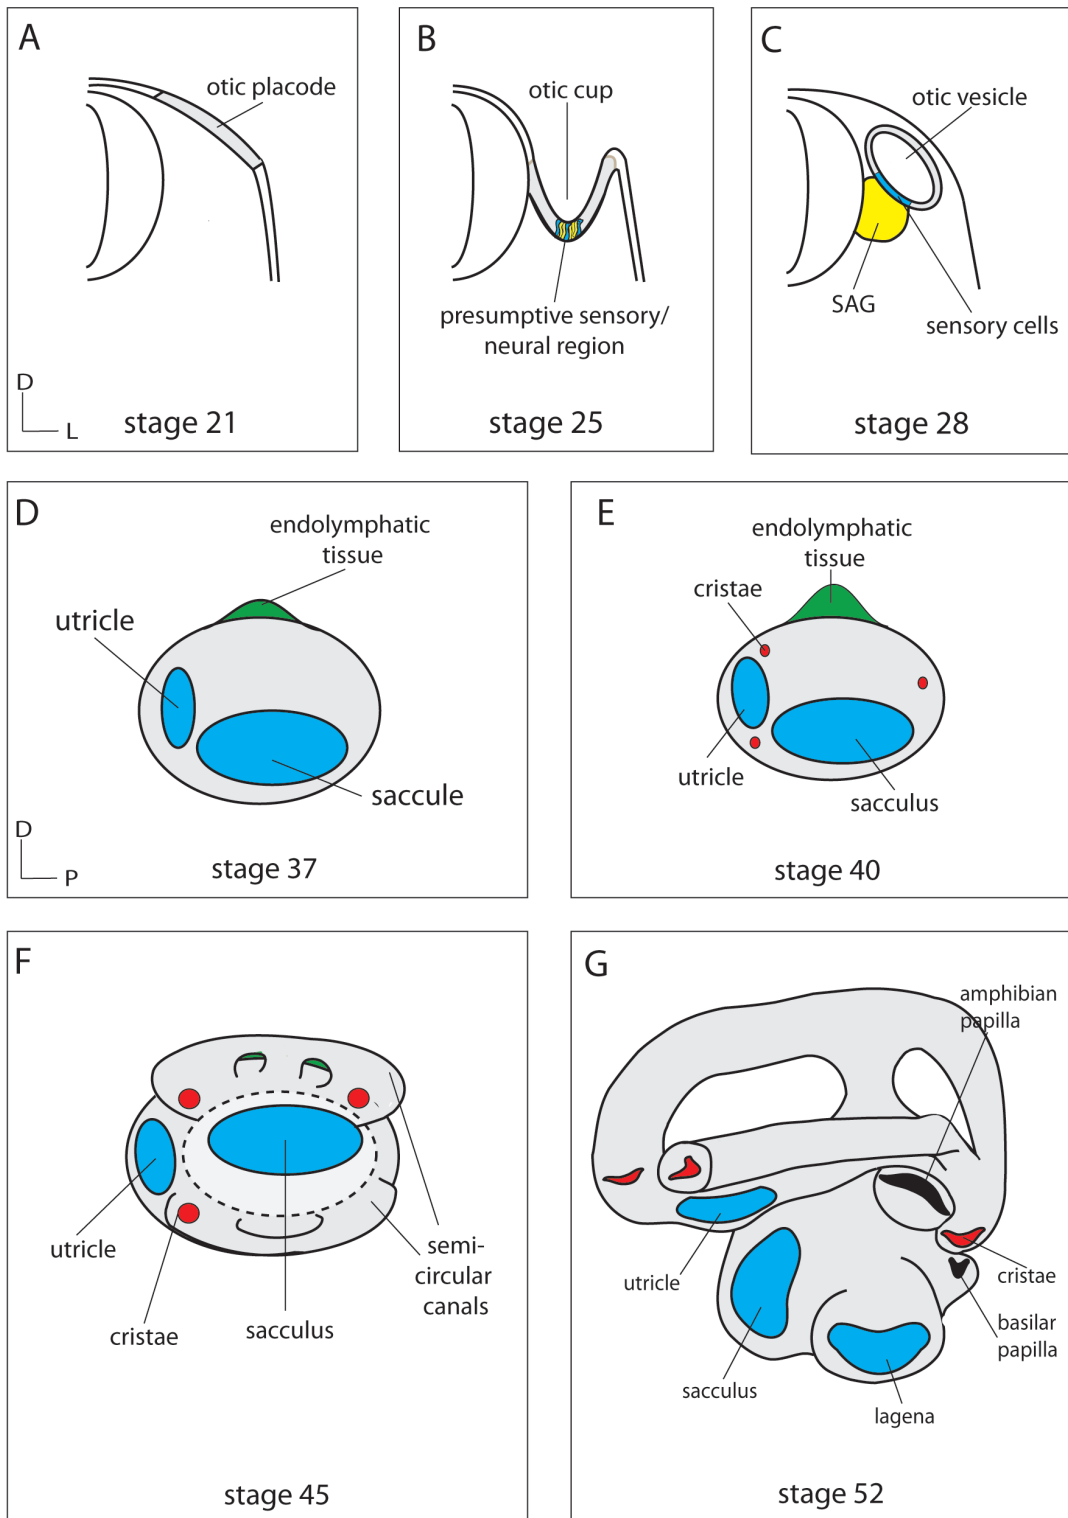 A
otic placode
D
L
stage 21
B
otic cup
presumptive sensory/
neural region
stage 25
C
otic vesicle
SAG
sensory cells
stage 28
D
endolymphatic
tissue
utricle
saccule
D
P
stage 37
E
endolymphatic
tissue
cristae
utricle
sacculus
stage 40
F
utricle
cristae
sacculus
semi-
circular
canals
stage 45
G
amphibian
papilla
utricle
cristae
basilar
papilla
sacculus
lagena
stage 52